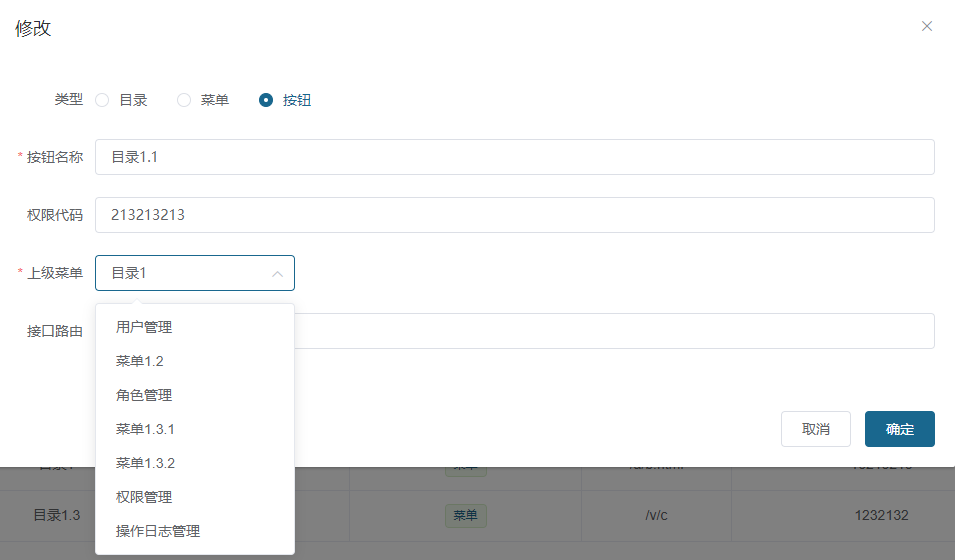 修改
类型 目录 菜单 按钮
* 按钮名称 目录1.1
权限代码 213213213
* 上级菜单 目录1
接口路由
用户管理
菜单1.2
角色管理
菜单1.3.1
菜单1.3.2
权限管理
操作日志管理
取消 确定
目录1.3 菜单 /v/c 1232132